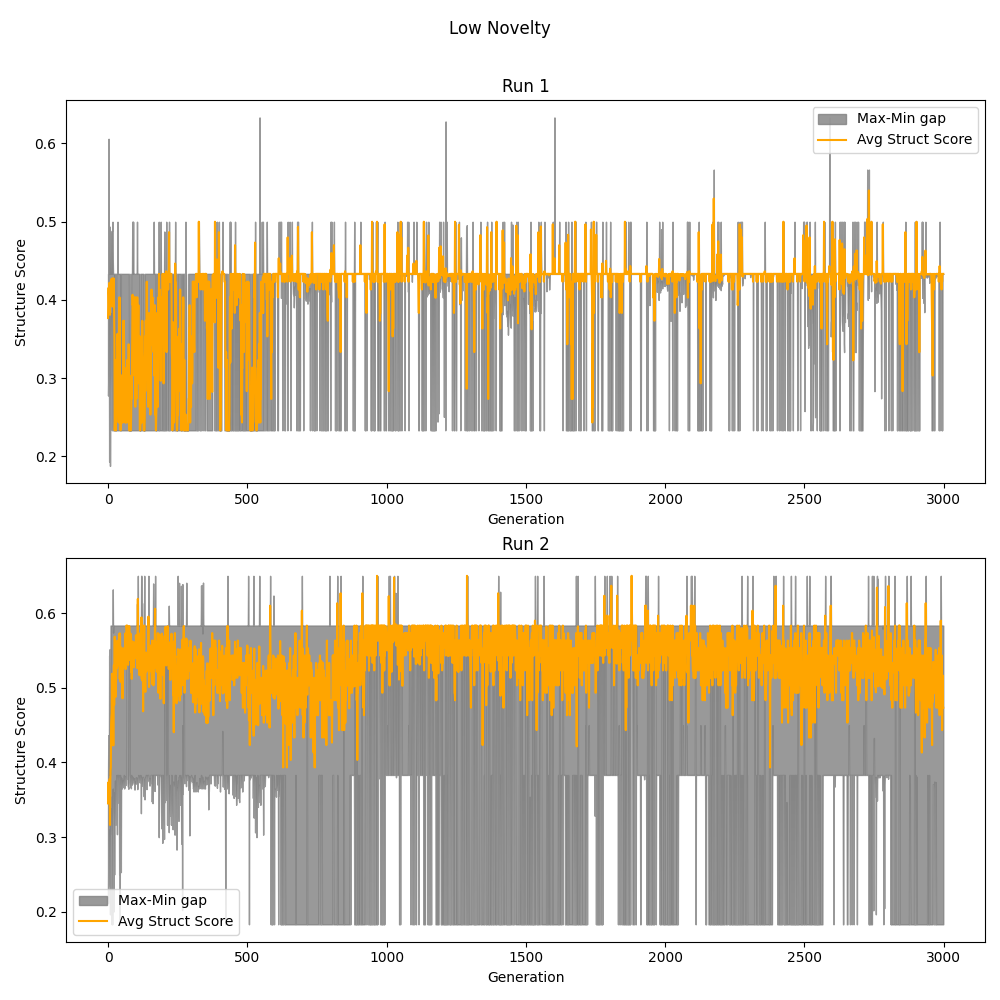 Low Novelty
Run 1
Max-Min gap
Avg Struct Score
0.6
0.5
0.4
0.3
0.2
Structure Score
0 500 1000 1500 2000 2500 3000
Generation
Run 2
0.6
0.5
0.4
0.3
0.2
Structure Score
Max-Min gap
Avg Struct Score
0 500 1000 1500 2000 2500 3000
Generation